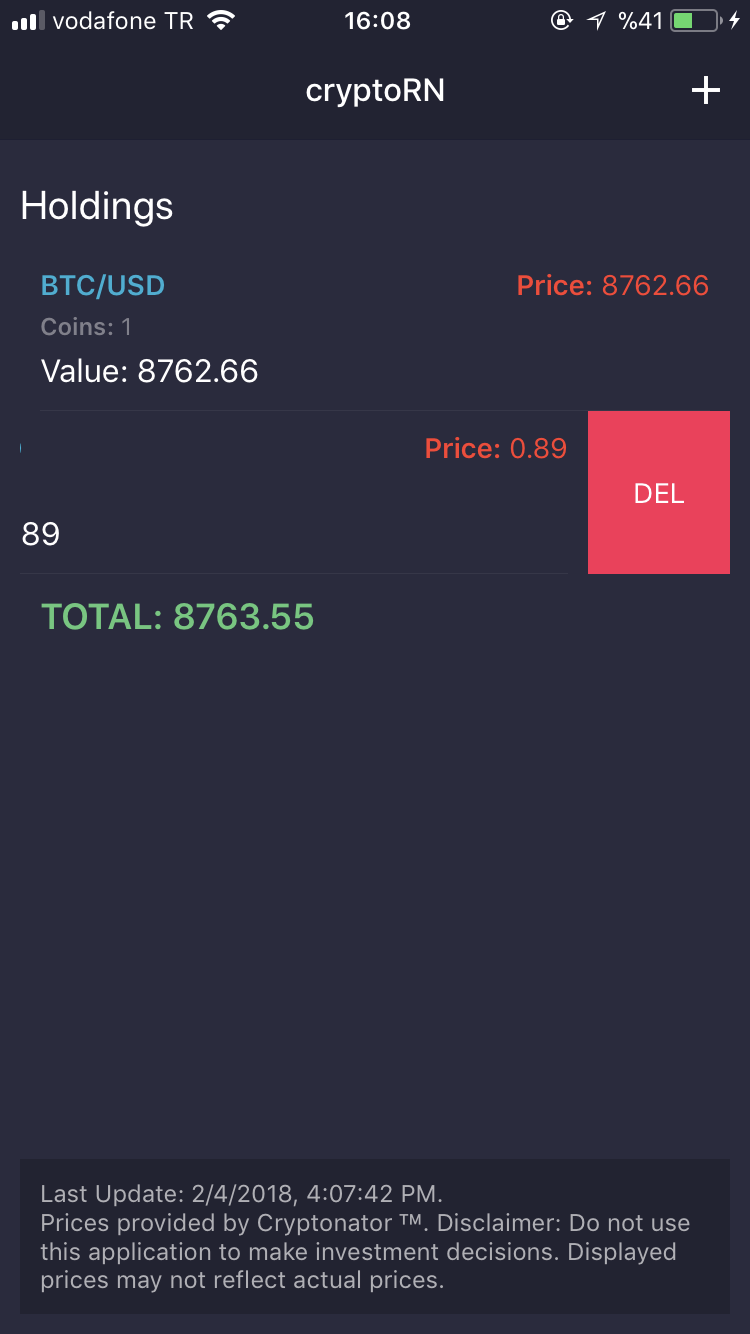 vodafone TR 16:08 %41
cryptoRN +
Holdings
BTC/USD Price: 8762.66
Coins: 1
Value: 8762.66
Price: 0.89
DEL
89
TOTAL: 8763.55
Last Update: 2/4/2018, 4:07:42 PM.
Prices provided by Cryptonator ™. Disclaimer: Do not use
this application to make investment decisions. Displayed
prices may not reflect actual prices.